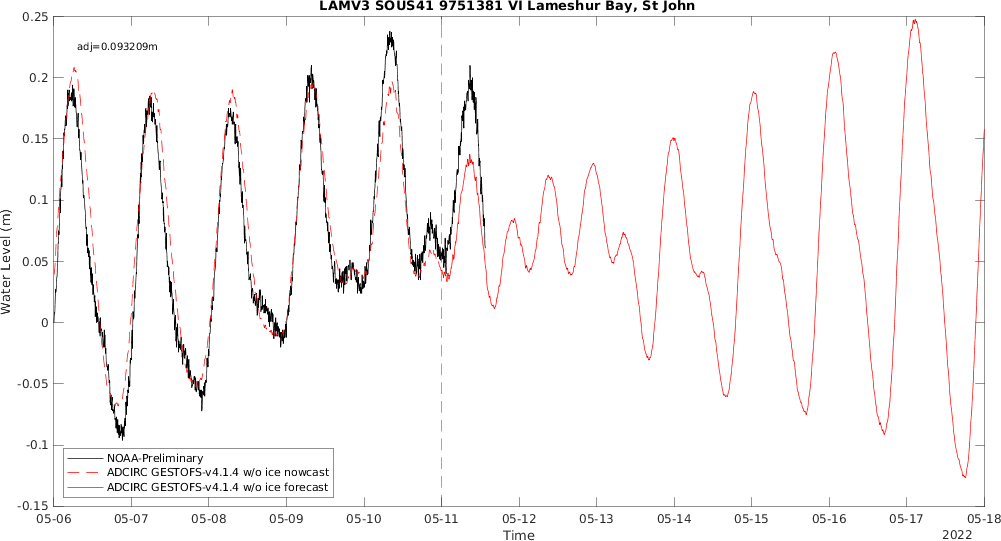 LAMV3 SOUS41 9751381 VI Lameshur Bay, St John
adj=0.093209m
0.25
0.2
0.15
0.1
0.05
0
-0.05
-0.1
-0.15
Water Level (m)
NOAA-Preliminary
ADCIRC GESTOFS-v4.1.4 w/o ice nowcast
ADCIRC GESTOFS-v4.1.4 w/o ice forecast
05-06 05-07 05-08 05-09 05-10 05-11 05-12 05-13 05-14 05-15 05-16 05-17 05-18
Time
2022